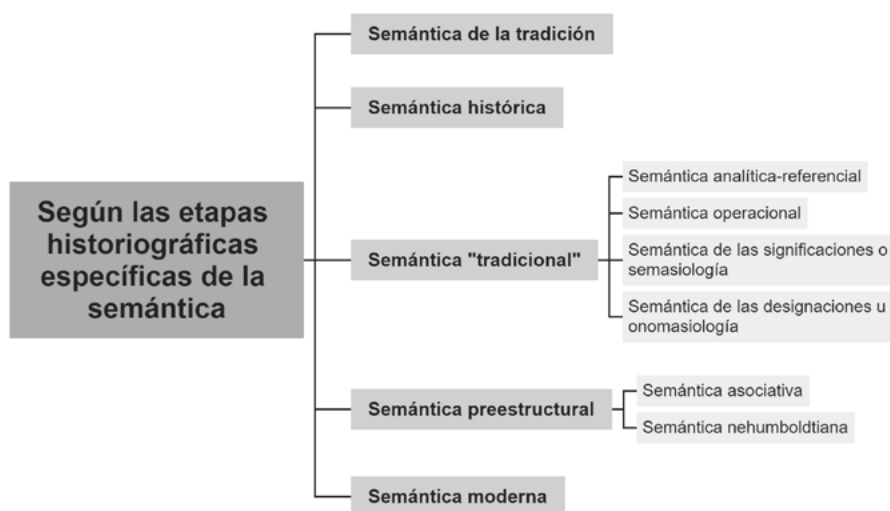 Según las etapas
historiográficas
específicas de la
semántica
Semántica de la tradición
Semántica histórica
Semántica "tradicional"
Semántica analítica-referencial
Semántica operacional
Semántica de las significaciones o
semasiología
Semántica de las designaciones u
onomasiología
Semántica preestructural
Semántica asociativa
Semántica nehumboldtiana
Semántica moderna